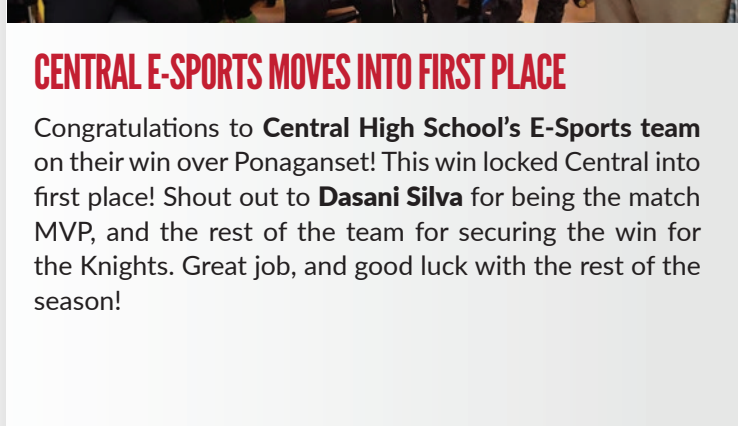 CENTRAL E-SPORTS MOVES INTO FIRST PLACE
Congratulations to Central High School's E-Sports team
on their win over Ponaganset! This win locked Central into
first place! Shout out to Dasani Silva for being the match
MVP, and the rest of the team for securing the win for
the Knights. Great job, and good luck with the rest of the
season!